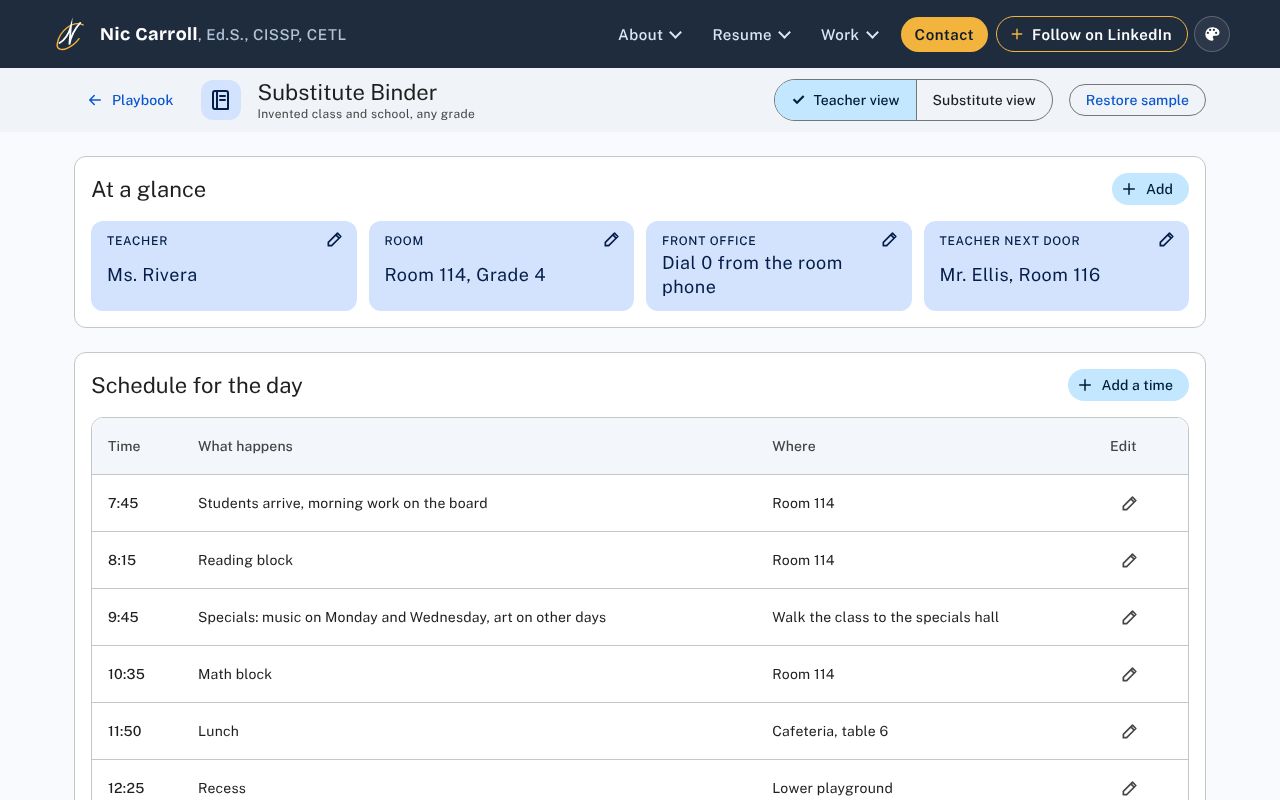 Nic Carroll, Ed.S., CISSP, CETL
About
Resume
Work
Contact
Follow on LinkedIn
Playbook
Substitute Binder
Invented class and school, any grade
Teacher view
Substitute view
Restore sample
At a glance
Add
TEACHER
Ms. Rivera
ROOM
Room 114, Grade 4
FRONT OFFICE
Dial 0 from the room
phone
TEACHER NEXT DOOR
Mr. Ellis, Room 116
Schedule for the day
Add a time
Time What happens Where Edit
7:45 Students arrive, morning work on the board Room 114
8:15 Reading block Room 114
9:45 Specials: music on Monday and Wednesday, art on other days Walk the class to the specials hall
10:35 Math block Room 114
11:50 Lunch Cafeteria, table 6
12:25 Recess Lower playground